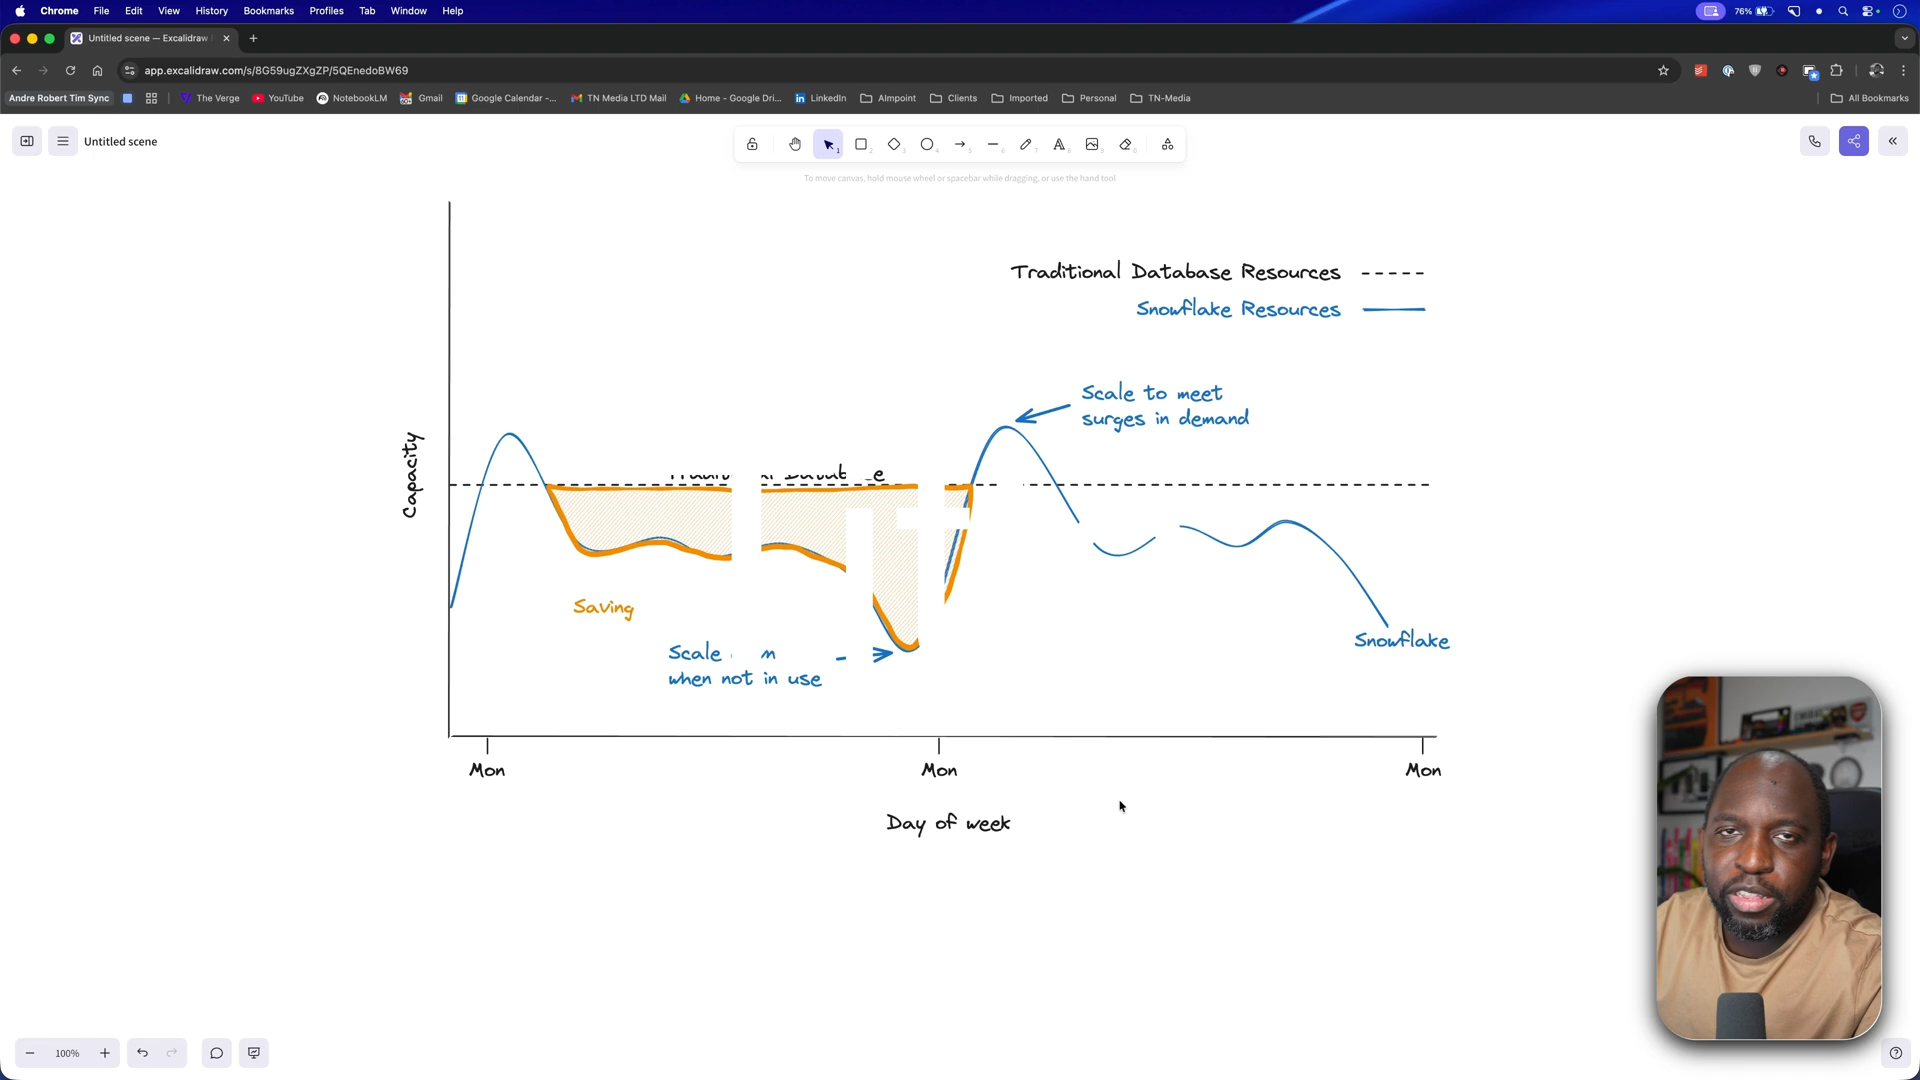 Chrome File Edit View History Bookmarks Profiles Tab Window Help
76%
Untitled scene — Excalidraw
app.excalidraw.com/s/8G59ugZXgZP/5QEnedoBW69
Andre Robert Tim Sync The Verge YouTube NotebookLM Gmail Google Calendar -... TN Media LTD Mail Home - Google Dri... LinkedIn AImpoint Clients Imported Personal TN-Media All Bookmarks
Untitled scene
To move canvas, hold mouse wheel or spacebar while dragging, or use the hand tool
Traditional Database Resources
Snowflake Resources
Scale to meet
surges in demand
Capacity
Saving
Scale
when not in use
Snowflake
Mon Mon Mon
Day of week
100%